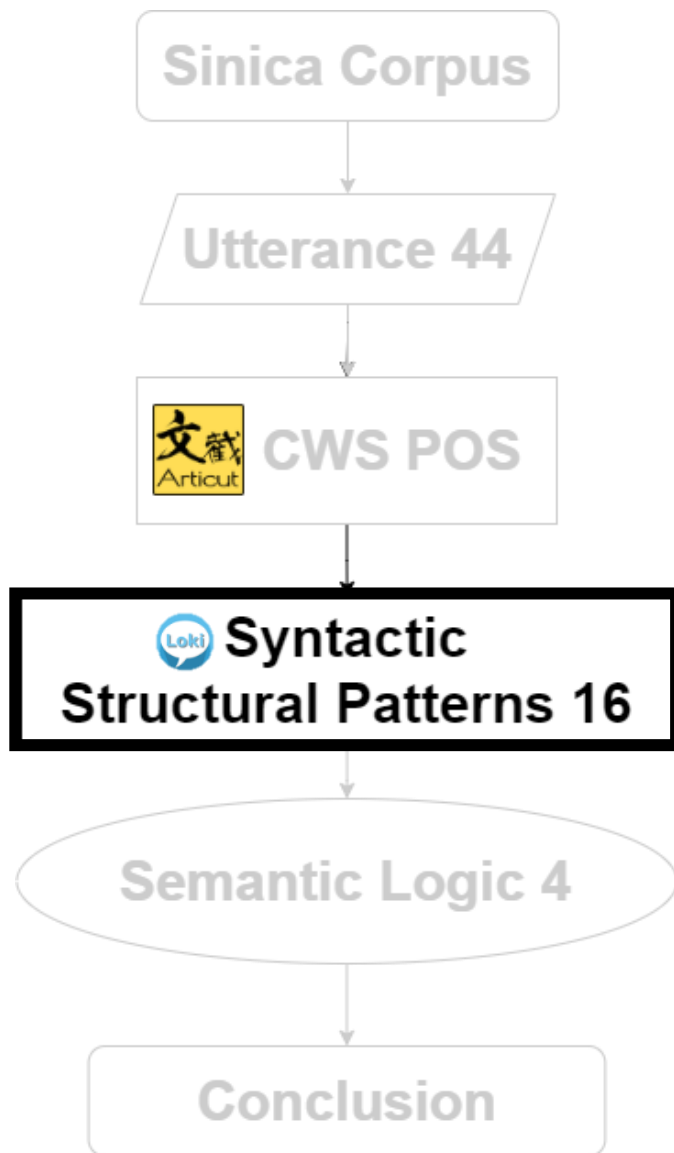 Sinica Corpus
Utterance 44
文截
Articut
CWS POS
Loki
Syntactic
Structural Patterns 16
Semantic Logic 4
Conclusion